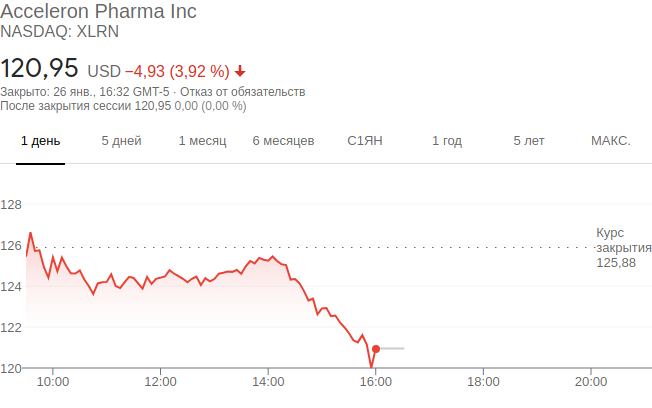 Acceleron Pharma Inc
NASDAQ: XLRN
120,95 USD −4,93 (3,92 %)
Закрыто: 26 янв., 16:32 GMT-5 · Отказ от обязательств
После закрытия сессии 120,95 0,00 (0,00 %)
1 день 5 дней 1 месяц 6 месяцев С1ЯН 1 год 5 лет МАКС.
128
126
124
122
120
Курс
закрытия
125,88
10:00 12:00 14:00 16:00 18:00 20:00